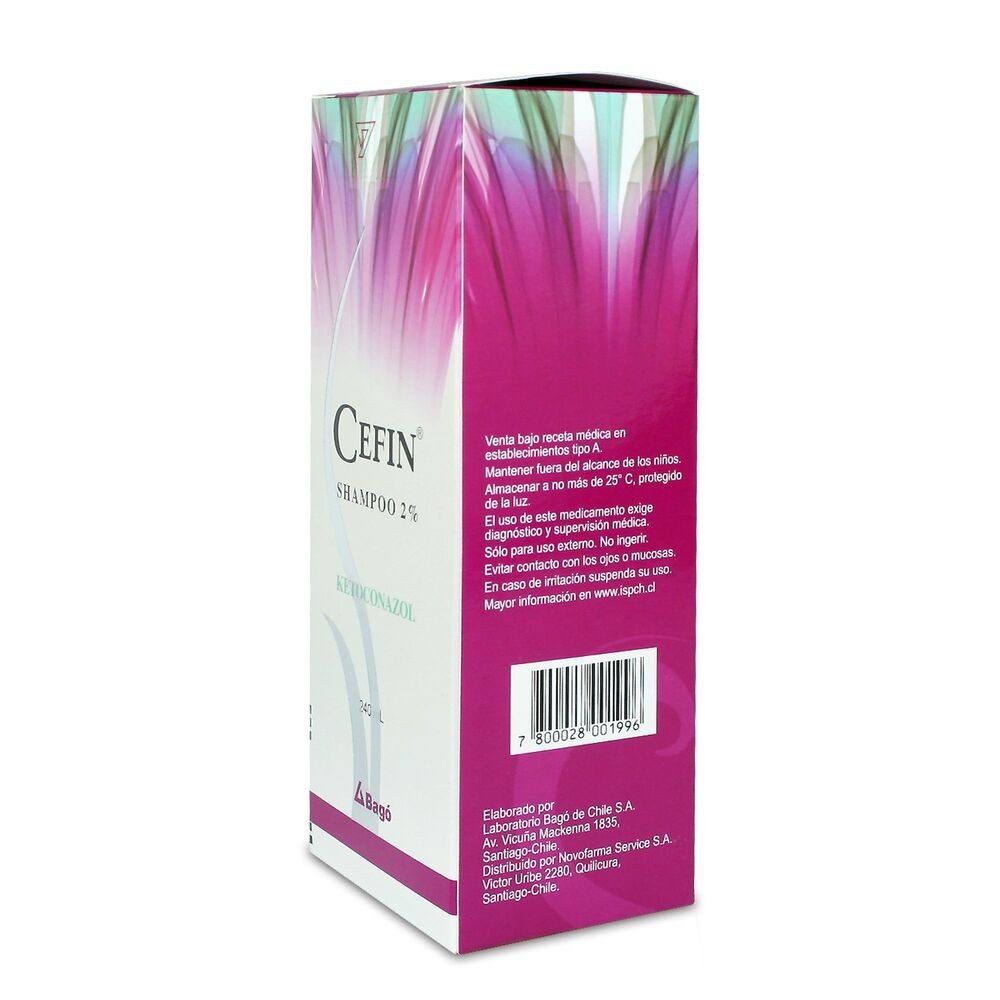 CEFIN®
SHAMPOO 2%
KETOCONAZOL
240 L
Bagó
Venta bajo receta médica en
establecimientos tipo A.
Mantener fuera del alcance de los niños.
Almacenar a no más de 25° C, protegido
de la luz.
El uso de este medicamento exige
diagnóstico y supervisión médica.
Sólo para uso externo. No ingerir.
Evitar contacto con los ojos o mucosas.
En caso de irritación suspenda su uso.
Mayor información en www.ispch.cl
7 800028 001996
Elaborado por
Laboratorio Bagó de Chile S.A.
Av. Vicuña Mackenna 1835,
Santiago-Chile.
Distribuido por Novofarma Service S.A.
Victor Uribe 2280, Quilicura,
Santiago-Chile.